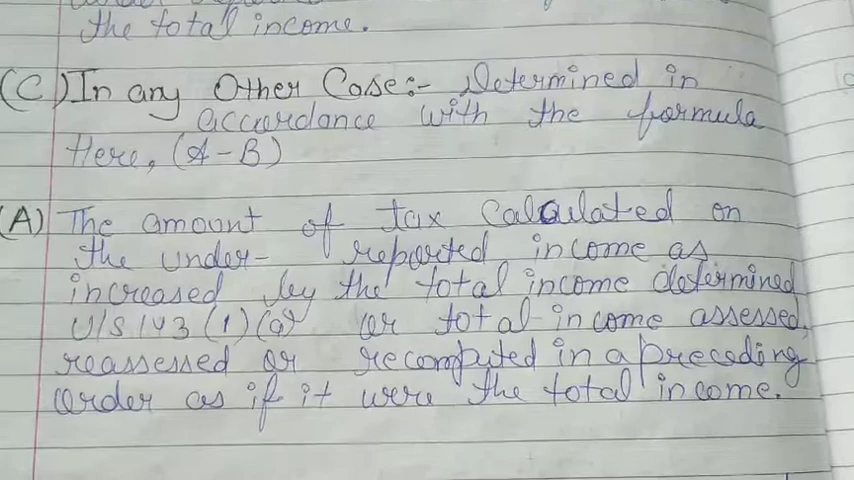 the total income.
(C) In any Other Case:- Determined in
accordance with the formula
Here, (A-B)
(A) The amount of tax Calculated on
the under- reported income as
increased by the total income determined
U/S 143 (1) (a) or total income assessed,
reassessed or recomputed in a preceding
order as if it were the total income.